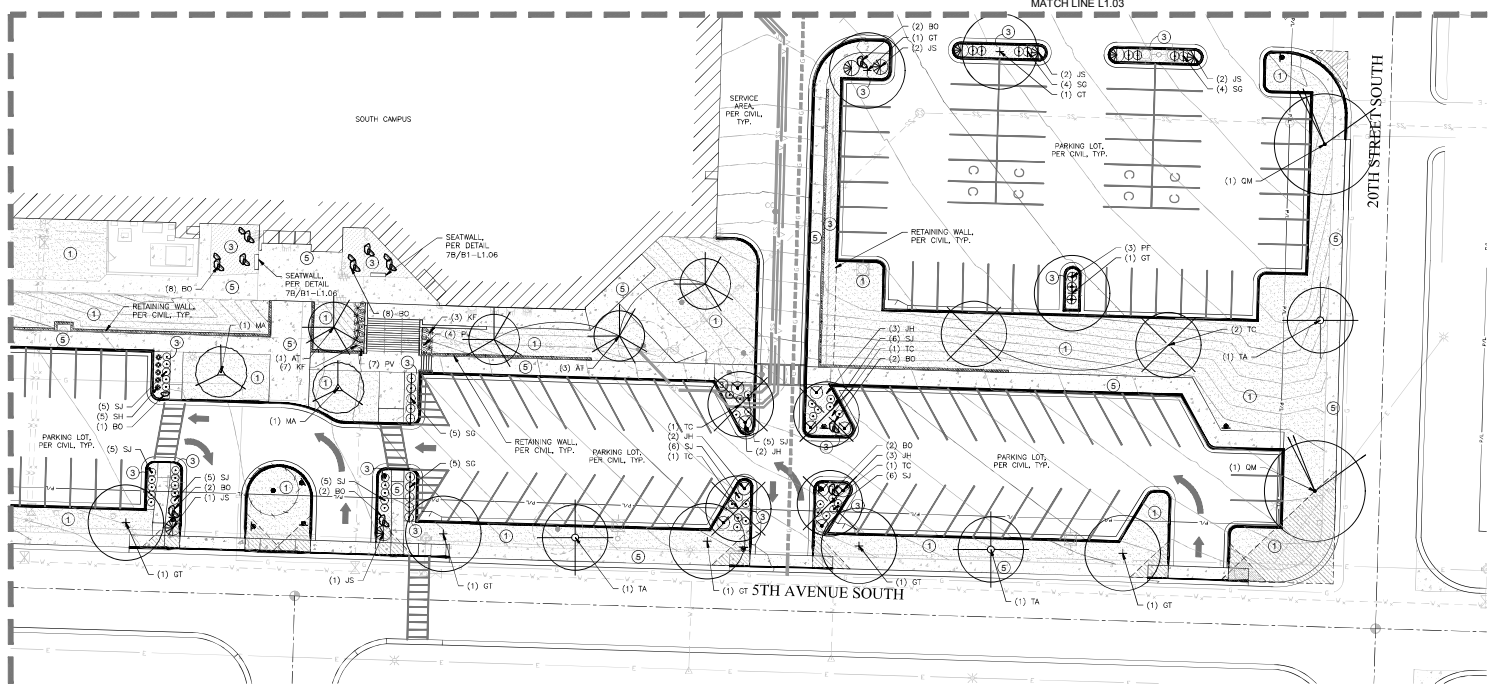 MATCH LINE L1.03
(2) BO
(1) GT
(2) JS
3
3
3
3
1
(2) JS
(4) SG
(1) GT
(2) JS
(4) SG
SERVICE
AREA,
PER CIVIL,
TYP.
SOUTH CAMPUS
PARKING LOT,
PER CIVIL, TYP.
20TH STREET SOUTH
(1) QM
C C
C C
C C
C C
RETAINING WALL,
PER CIVIL, TYP.
(3) PF
(1) GT
SEATWALL,
PER DETAIL
7B/B1-L1.06
SEATWALL,
PER DETAIL
7B/B1-L1.06
(8) BO
(8) BO
RETAINING WALL,
PER CIVIL, TYP.
(1) MA
(3) KF
(4) P
(1) AT
(7) KF
(7) PV
(3) AT
(3) JH
(6) SJ
(1) TC
(2) BO
(2) TC
(1) TA
(5) SJ
(5) SH
(1) BO
(1) MA
PARKING LOT,
PER CIVIL, TYP.
(5) SJ
(5) SG
RETAINING WALL,
PER CIVIL, TYP.
PARKING LOT,
PER CIVIL, TYP.
(1) TC
(2) JH
(6) SJ
(1) TC
(5) SJ
(2) JH
(2) BO
(3) JH
(1) TC
(6) SJ
PARKING LOT,
PER CIVIL, TYP.
(1) QM
(5) SJ
(2) BO
(1) JS
(5) SJ
(2) BO
(5) SG
(1) GT
(1) JS
(1) GT
(1) TA
(1) GT
5TH AVENUE SOUTH
(1) GT
(1) TA
(1) GT